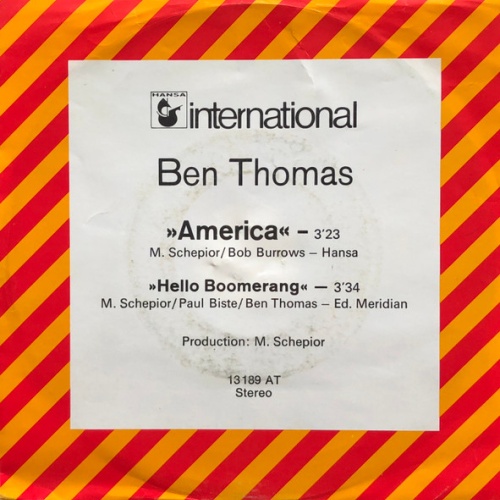 HANSA
international
Ben Thomas
»America« – 3'23
M. Schepior/Bob Burrows – Hansa
»Hello Boomerang« — 3'34
M. Schepior/Paul Biste/Ben Thomas – Ed. Meridian
Production: M. Schepior
13189 AT
Stereo